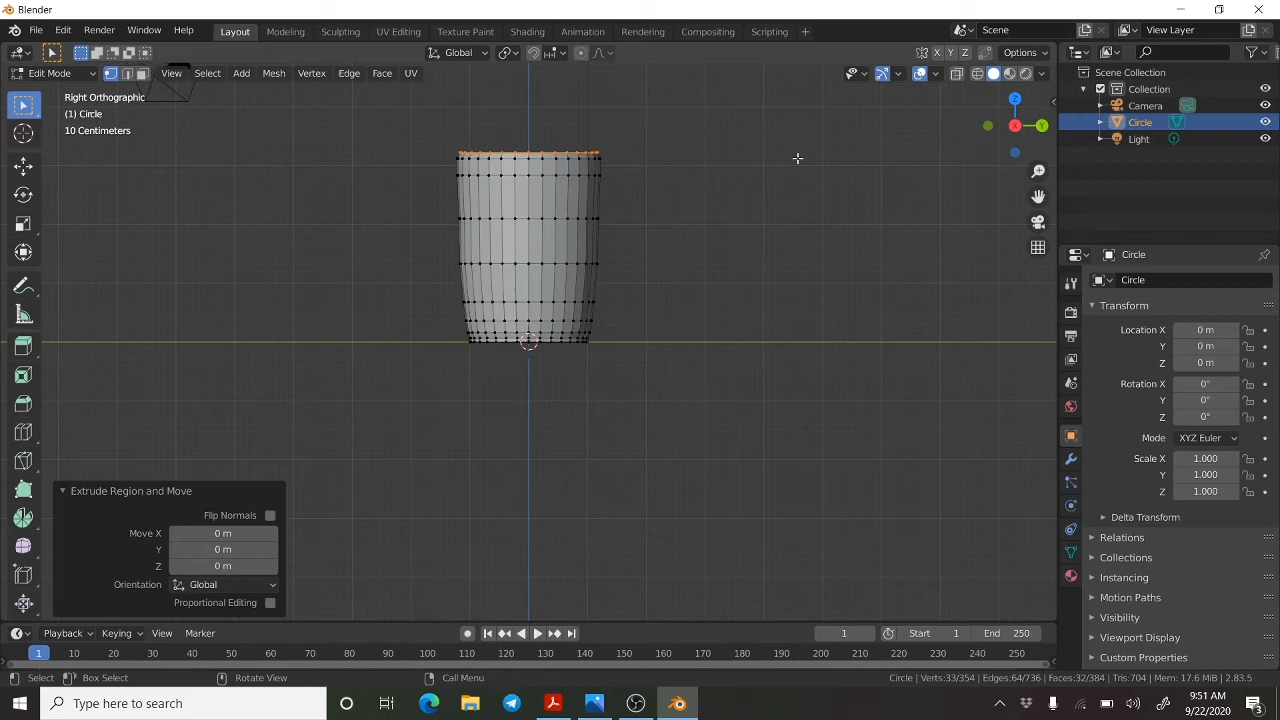 Blender
File Edit Render Window Help
Layout Modeling Sculpting UV Editing Texture Paint Shading Animation Rendering Compositing Scripting
Scene
View Layer
Global
X Y Z
Options
Edit Mode
View Select Add Mesh Vertex Edge Face UV
Right Orthographic
(1) Circle
10 Centimeters
Z
X
Y
Scene Collection
Collection
Camera
Circle
Light
Circle
Circle
Transform
Location X 0 m
Y 0 m
Z 0 m
Rotation X 0°
Y 0°
Z 0°
Mode XYZ Euler
Scale X 1.000
Y 1.000
Z 1.000
Delta Transform
Relations
Collections
Instancing
Motion Paths
Visibility
Viewport Display
Custom Properties
Extrude Region and Move
Flip Normals
Move X 0 m
Y 0 m
Z 0 m
Orientation Global
Proportional Editing
Playback Keying View Marker
1 Start 1 End 250
1 10 20 30 40 50 60 70 80 90 100 110 120 130 140 150 160 170 180 190 200 210 220 230 240 250
Select Box Select Rotate View Call Menu
Circle | Verts:33/354 | Edges:64/736 | Faces:32/384 | Tris:704 | Mem: 17.6 MiB | 2.83.5
Type here to search
9:51 AM
9/22/2020
3